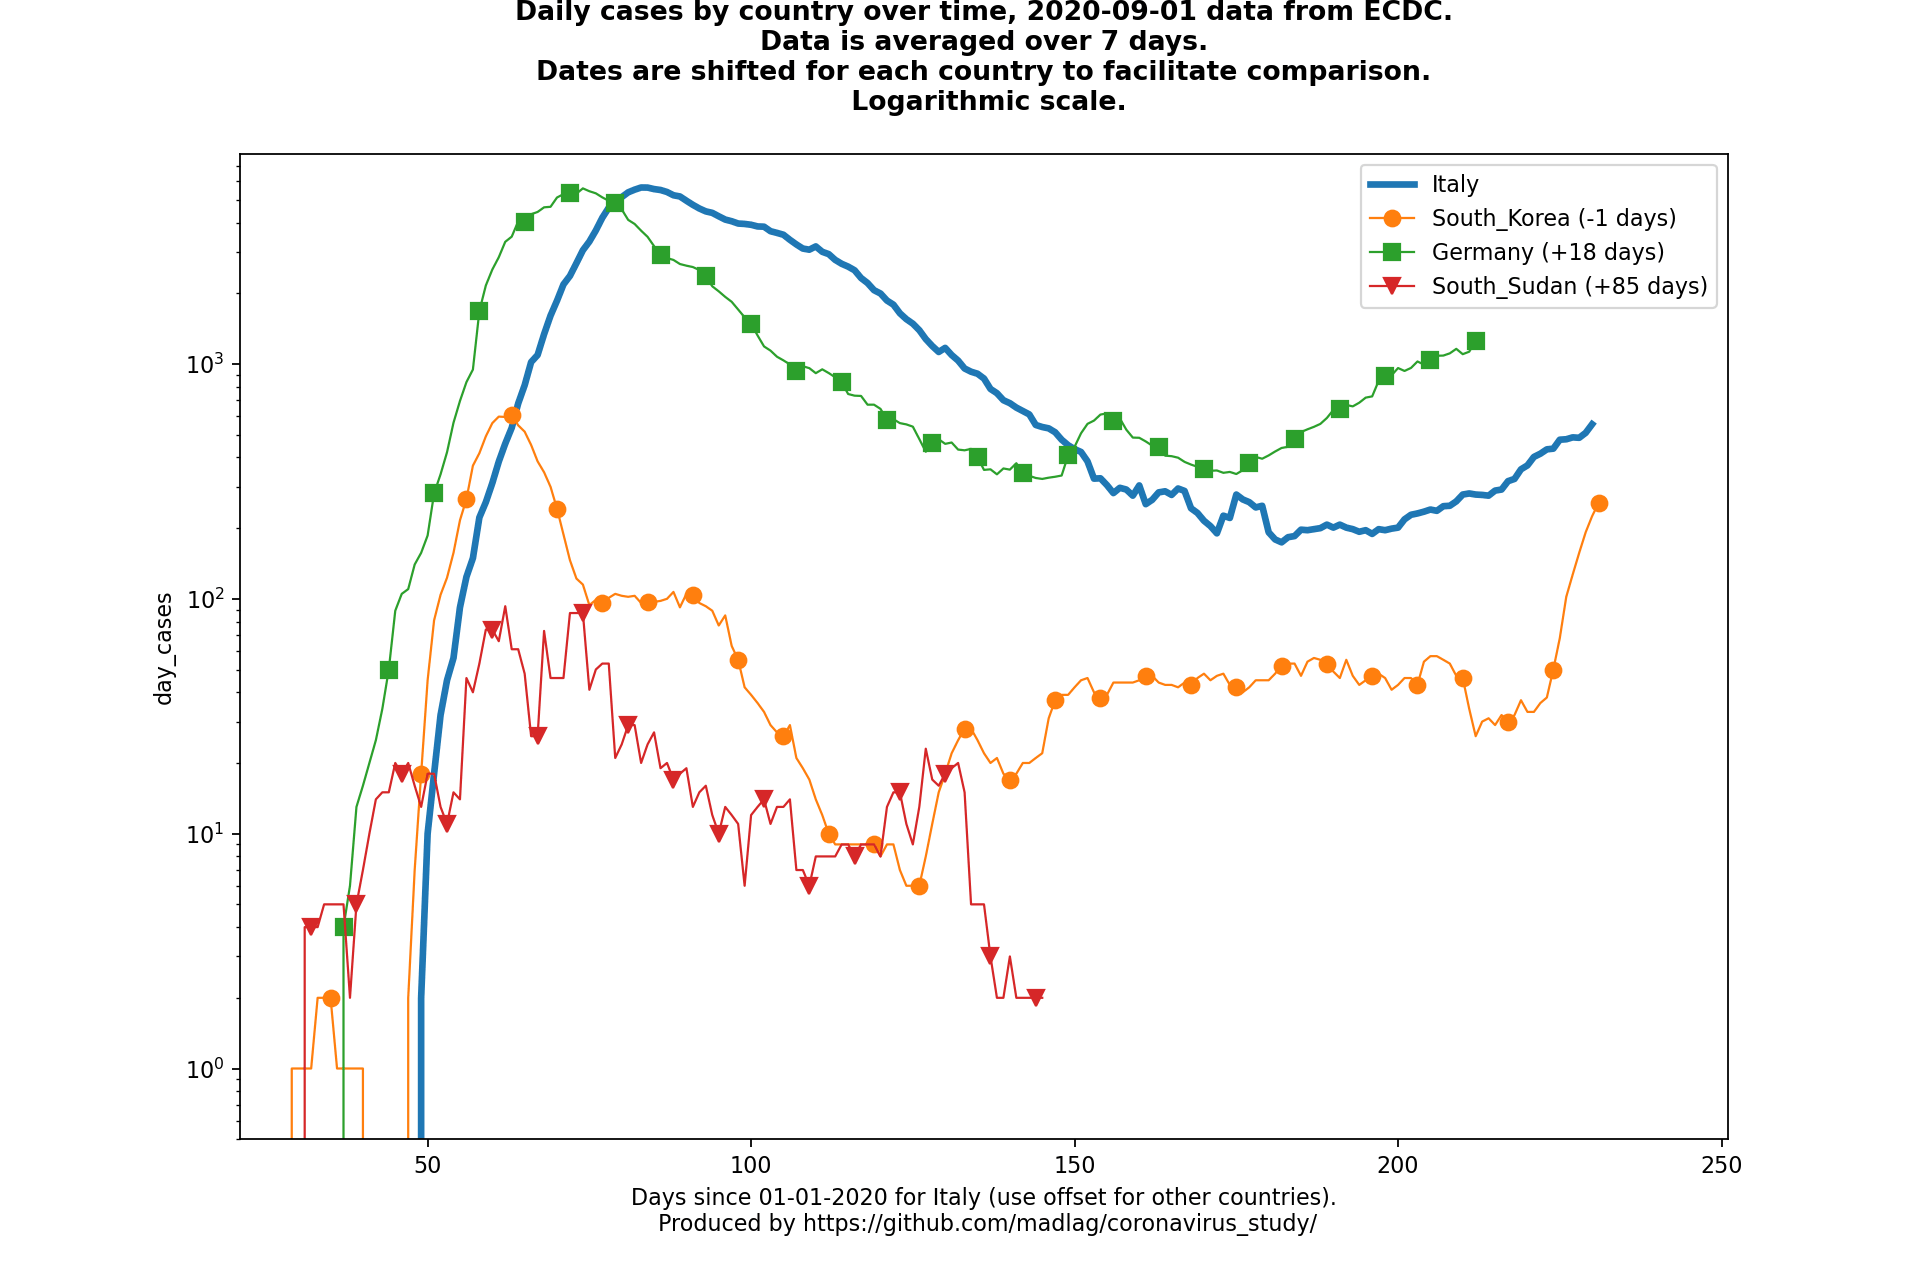 Daily cases by country over time, 2020-09-01 data from ECDC.
Data is averaged over 7 days.
Dates are shifted for each country to facilitate comparison.
Logarithmic scale.
Italy
South_Korea (-1 days)
Germany (+18 days)
South_Sudan (+85 days)
day_cases
10³
10²
10¹
10⁰
50 100 150 200 250
Days since 01-01-2020 for Italy (use offset for other countries).
Produced by https://github.com/madlag/coronavirus_study/